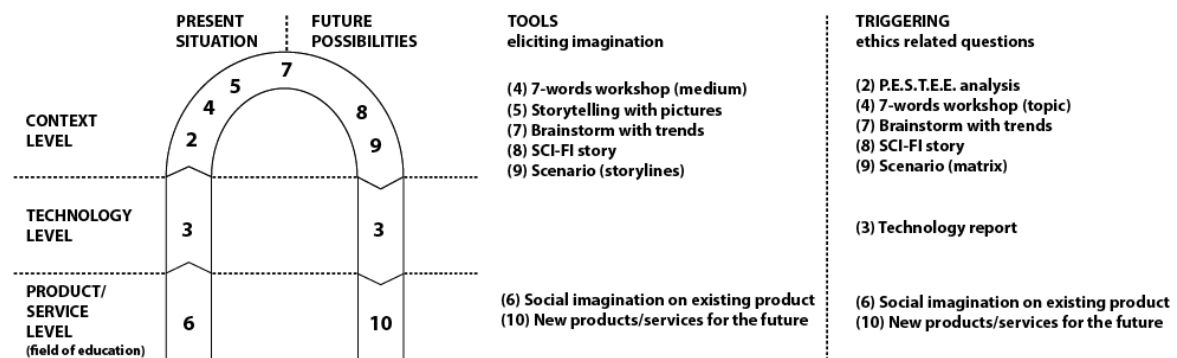 PRESENT
SITUATION
FUTURE
POSSIBILITIES
TOOLS
eliciting imagination
TRIGGERING
ethics related questions
CONTEXT
LEVEL
2
4
5
7
8
9
(4) 7-words workshop (medium)
(5) Storytelling with pictures
(7) Brainstorm with trends
(8) SCI-FI story
(9) Scenario (storylines)
(2) P.E.S.T.E.E. analysis
(4) 7-words workshop (topic)
(7) Brainstorm with trends
(8) SCI-FI story
(9) Scenario (matrix)
TECHNOLOGY
LEVEL
3
3
(3) Technology report
PRODUCT/
SERVICE
LEVEL
(field of education)
6
10
(6) Social imagination on existing product
(10) New products/services for the future
(6) Social imagination on existing product
(10) New products/services for the future